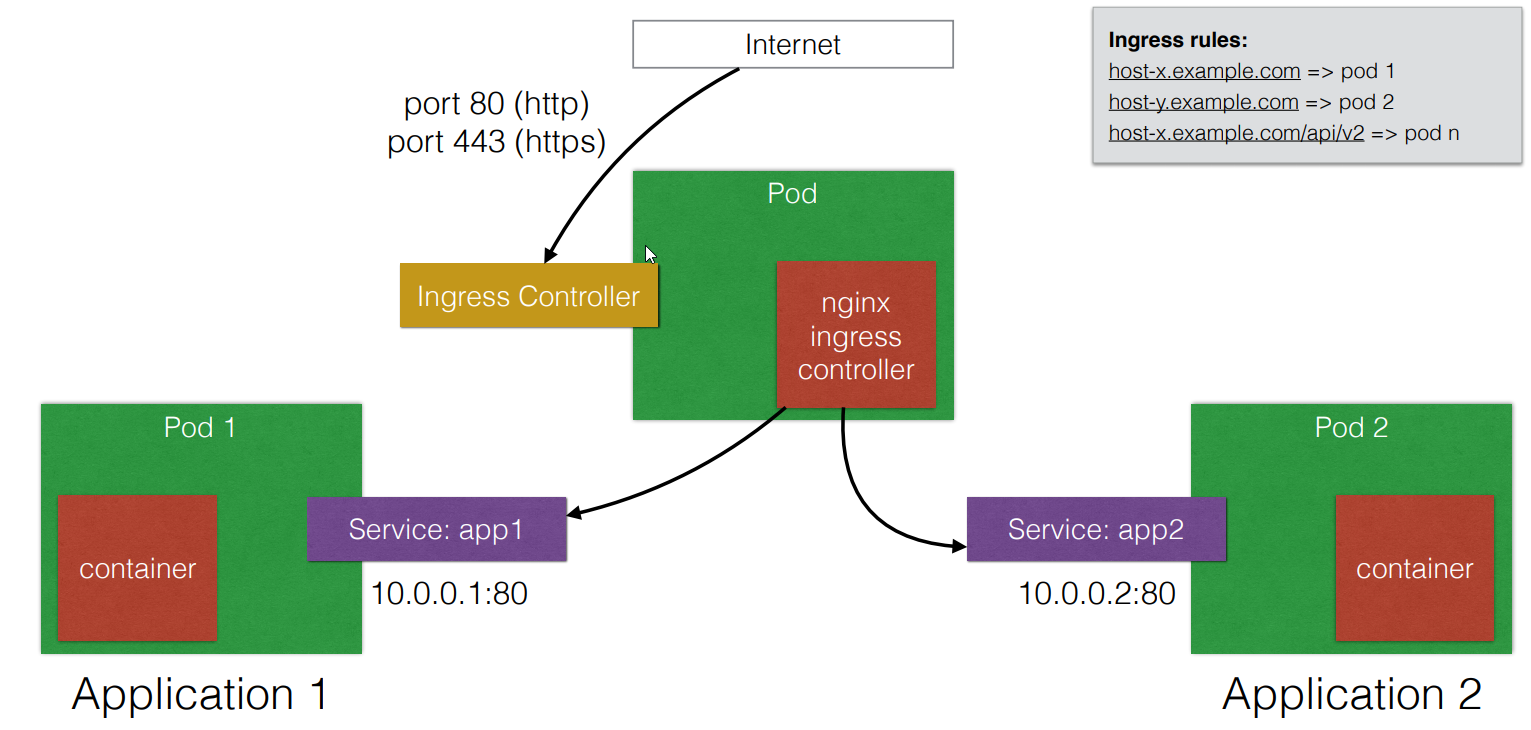 Internet
Ingress rules:
host-x.example.com => pod 1
host-y.example.com => pod 2
host-x.example.com/api/v2 => pod n
port 80 (http)
port 443 (https)
Pod
Ingress Controller
nginx
ingress
controller
Pod 1
container
Service: app1
10.0.0.1:80
Application 1
Pod 2
Service: app2
container
10.0.0.2:80
Application 2